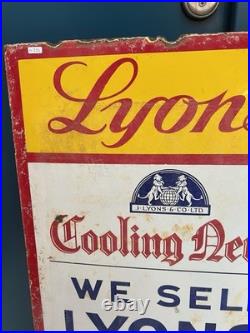 Lyons
J. LYONS & CO. LTD
Cooling Ne
WE SEL
LYON